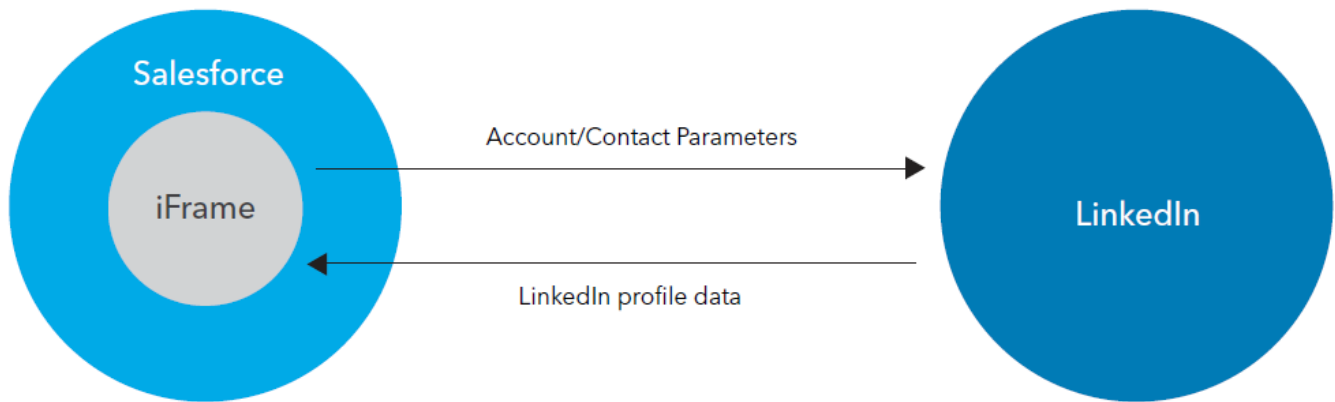 Salesforce
iFrame
Account/Contact Parameters
LinkedIn profile data
LinkedIn